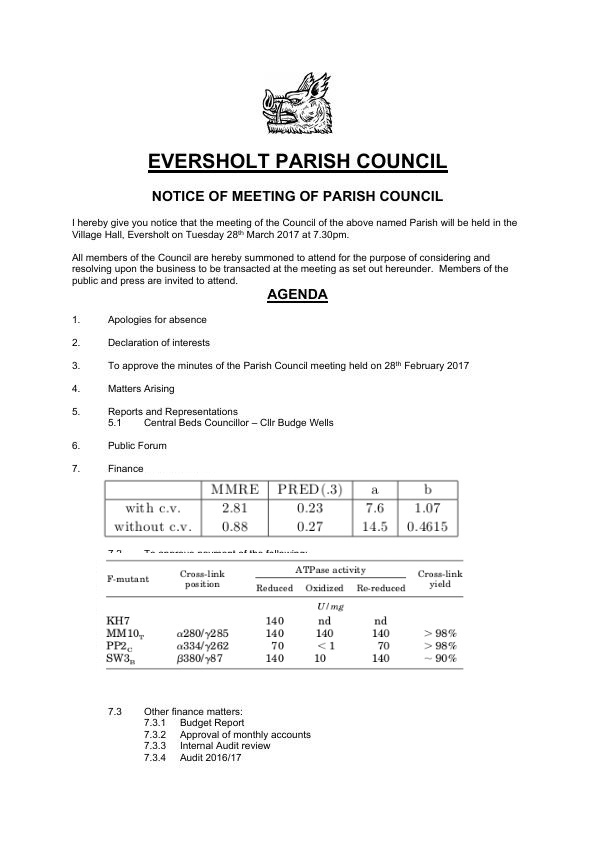 EVERSHOLT PARISH COUNCIL
NOTICE OF MEETING OF PARISH COUNCIL
I hereby give you notice that the meeting of the Council of the above named Parish will be held in the
Village Hall, Eversholt on Tuesday 28th March 2017 at 7.30pm.
All members of the Council are hereby summoned to attend for the purpose of considering and
resolving upon the business to be transacted at the meeting as set out hereunder.  Members of the
public and press are invited to attend.
AGENDA
1. Apologies for absence
2. Declaration of interests
3. To approve the minutes of the Parish Council meeting held on 28th February 2017
4. Matters Arising
5. Reports and Representations
5.1 Central Beds Councillor – Cllr Budge Wells
6. Public Forum
7. Finance
MMRE PRED(.3) a b
with c.v. 2.81 0.23 7.6 1.07
without c.v. 0.88 0.27 14.5 0.4615
7.2 To approve payment of the following:
F-mutant Cross-link position ATPase activity Cross-link yield
Reduced Oxidized Re-reduced
U/mg
KH7 140 nd nd
MM10T α280/γ285 140 140 140 > 98%
PP2C α334/γ262 70 < 1 70 > 98%
SW3B β380/γ87 140 10 140 ~ 90%
7.3 Other finance matters:
7.3.1 Budget Report
7.3.2 Approval of monthly accounts
7.3.3 Internal Audit review
7.3.4 Audit 2016/17